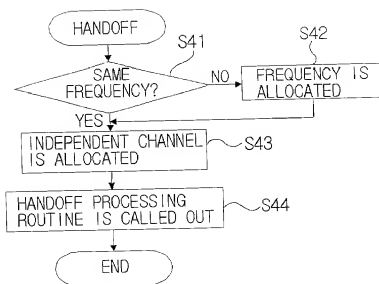 HANDOFF
S41
S42
SAME
FREQUENCY?
NO
FREQUENCY IS
ALLOCATED
YES
INDEPENDENT CHANNEL
IS ALLOCATED
S43
HANDOFF PROCESSING
ROUTINE IS CALLED OUT
S44
END